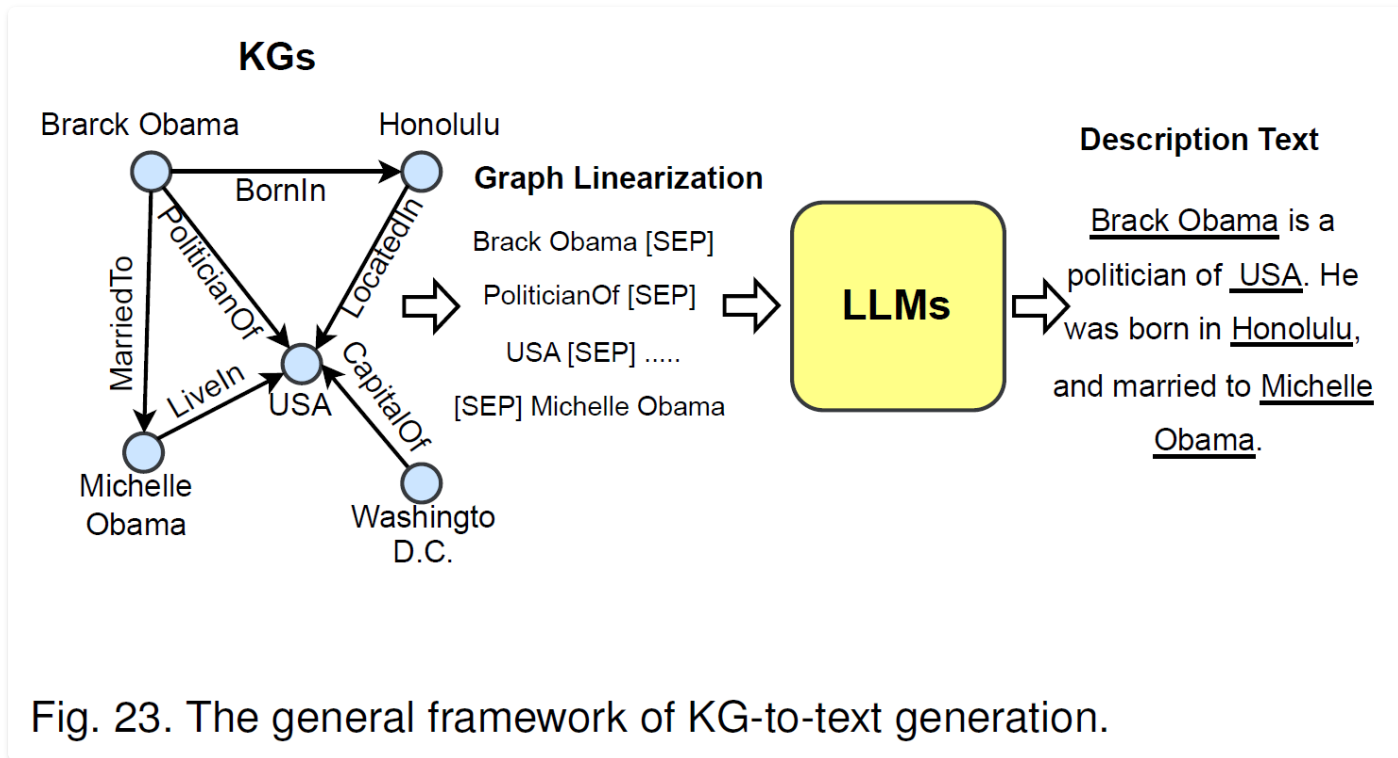 KGs
Brarck Obama
Honolulu
BornIn
PoliticianOf
LocatedIn
MarriedTo
LiveIn
USA
CapitalOf
Michelle
Obama
Washingto
D.C.
Graph Linearization
Brack Obama [SEP]
PoliticianOf [SEP]
USA [SEP] .....
[SEP] Michelle Obama
LLMs
Description Text
Brack Obama is a
politician of USA. He
was born in Honolulu,
and married to Michelle
Obama.
Fig. 23. The general framework of KG-to-text generation.